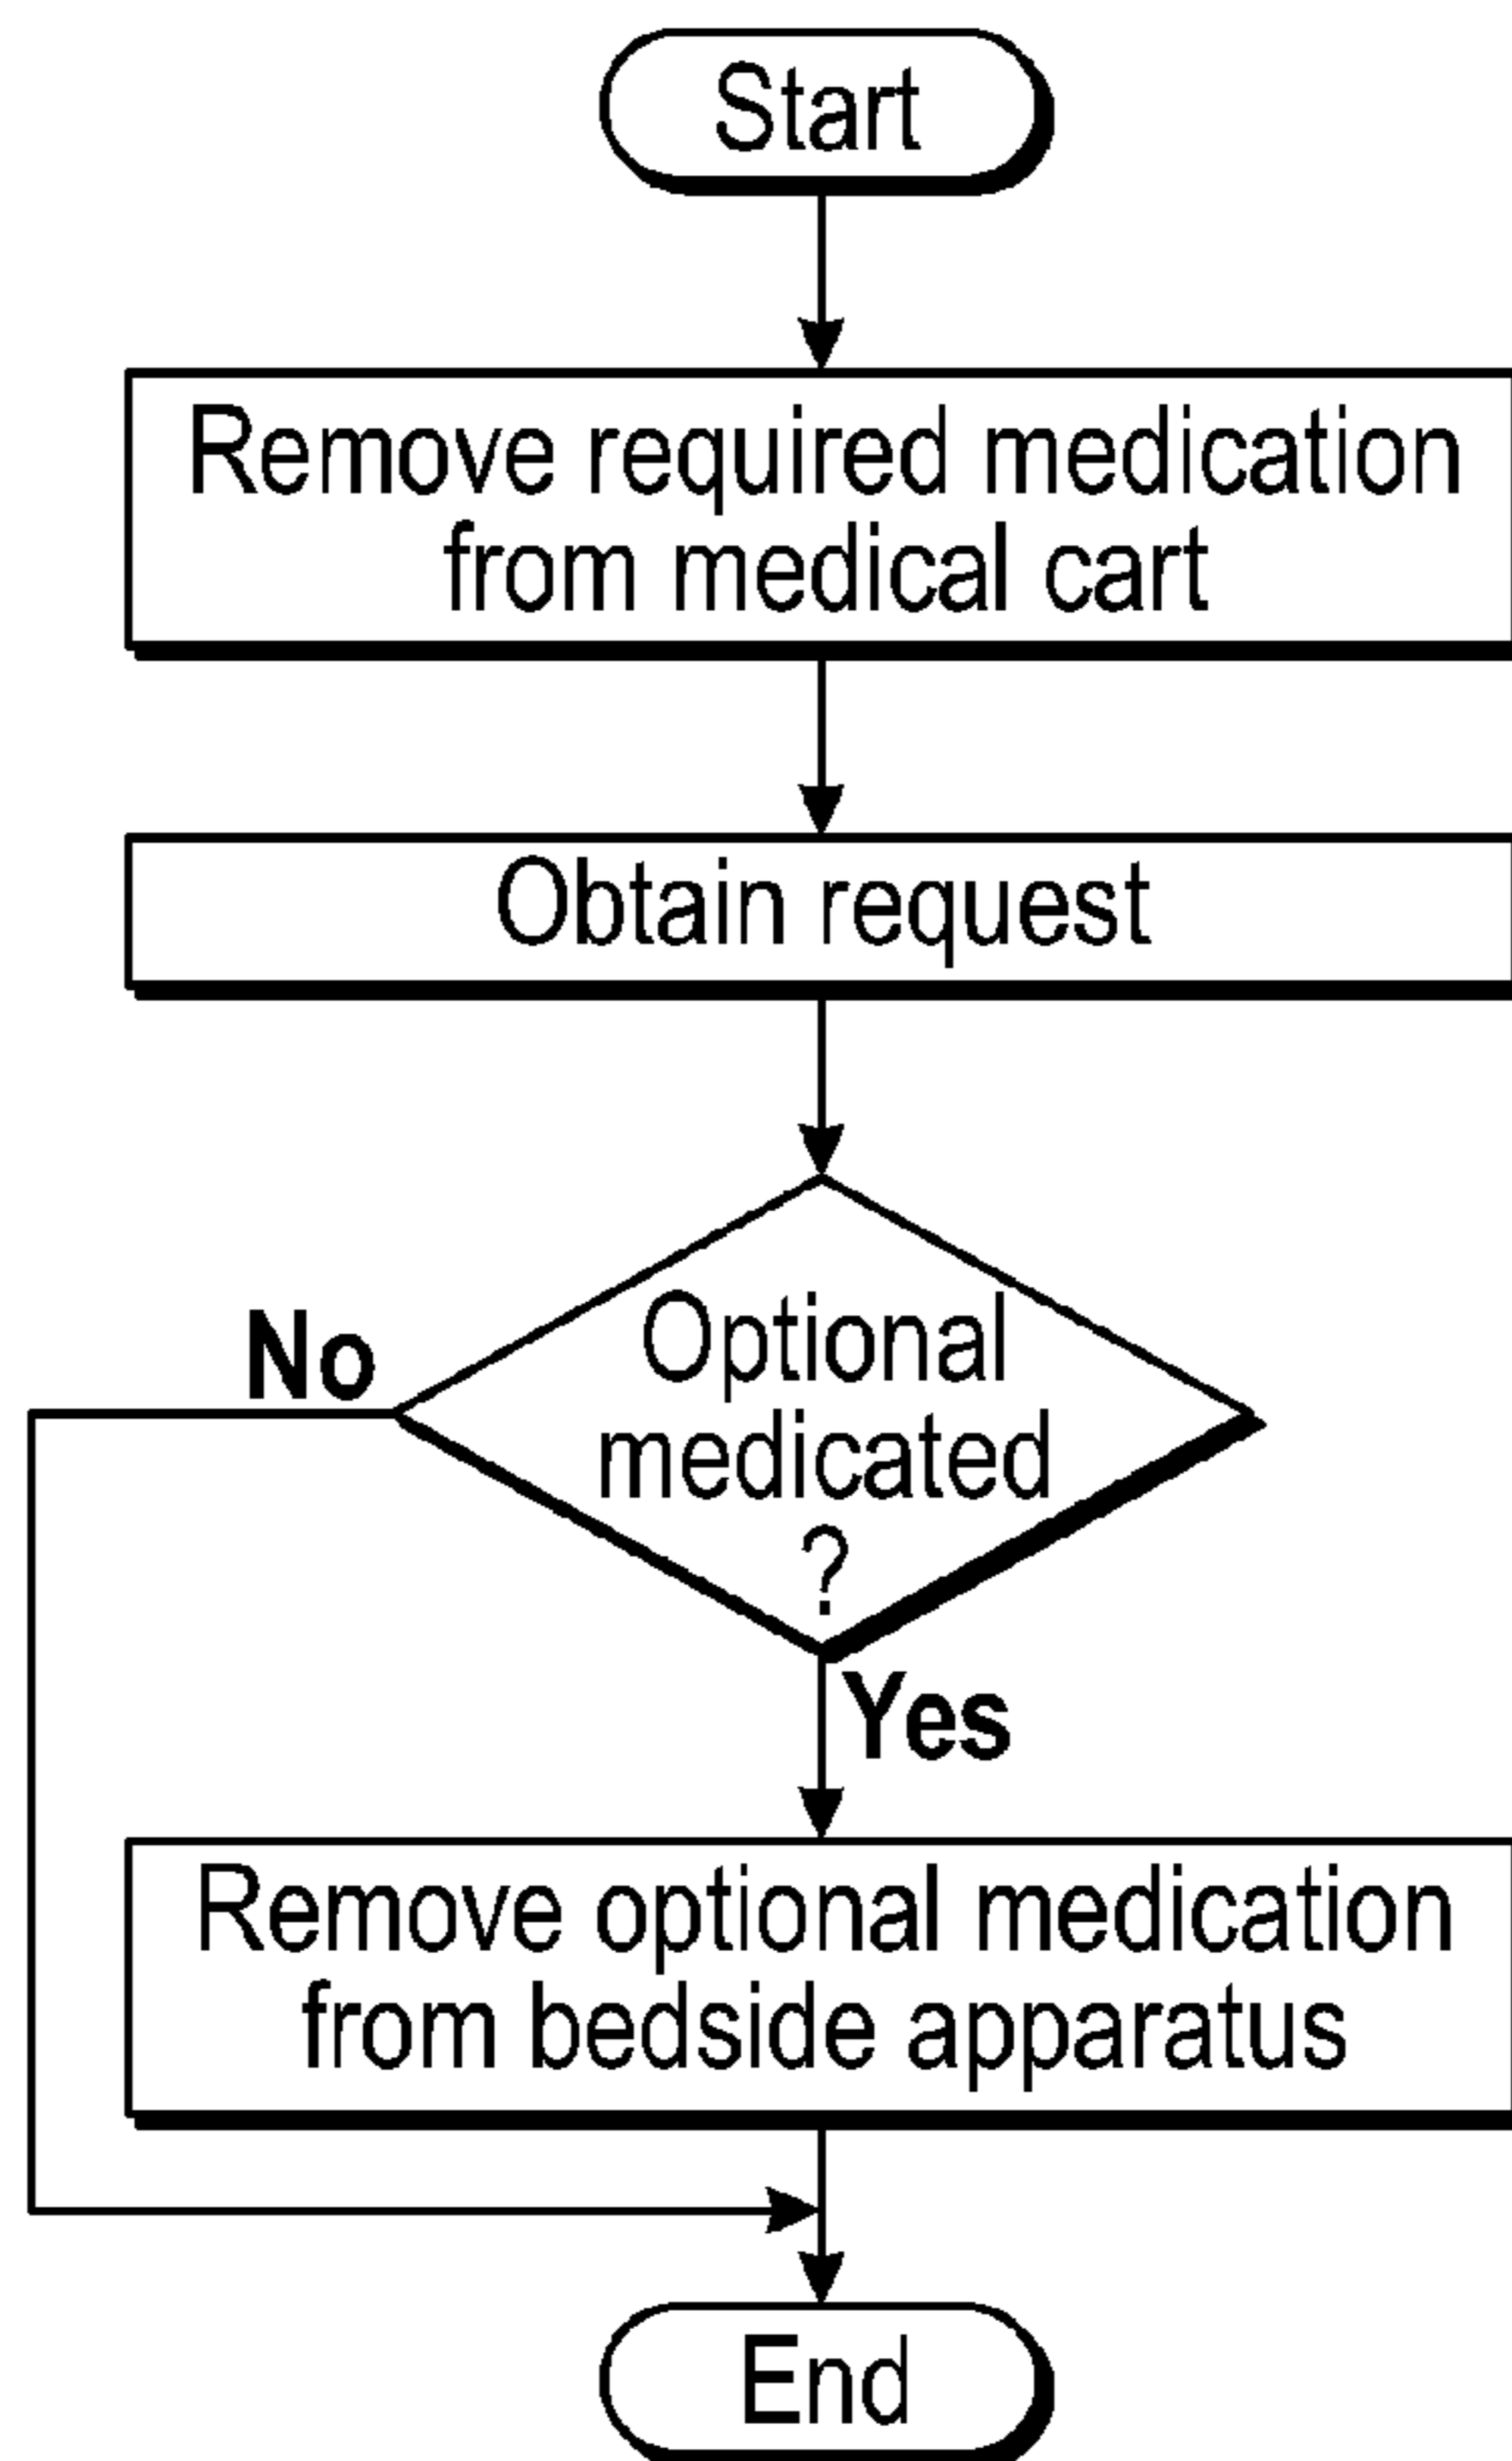 Start
Remove required medication
from medical cart
Obtain request
Optional
medicated
?
No
Yes
Remove optional medication
from bedside apparatus
End